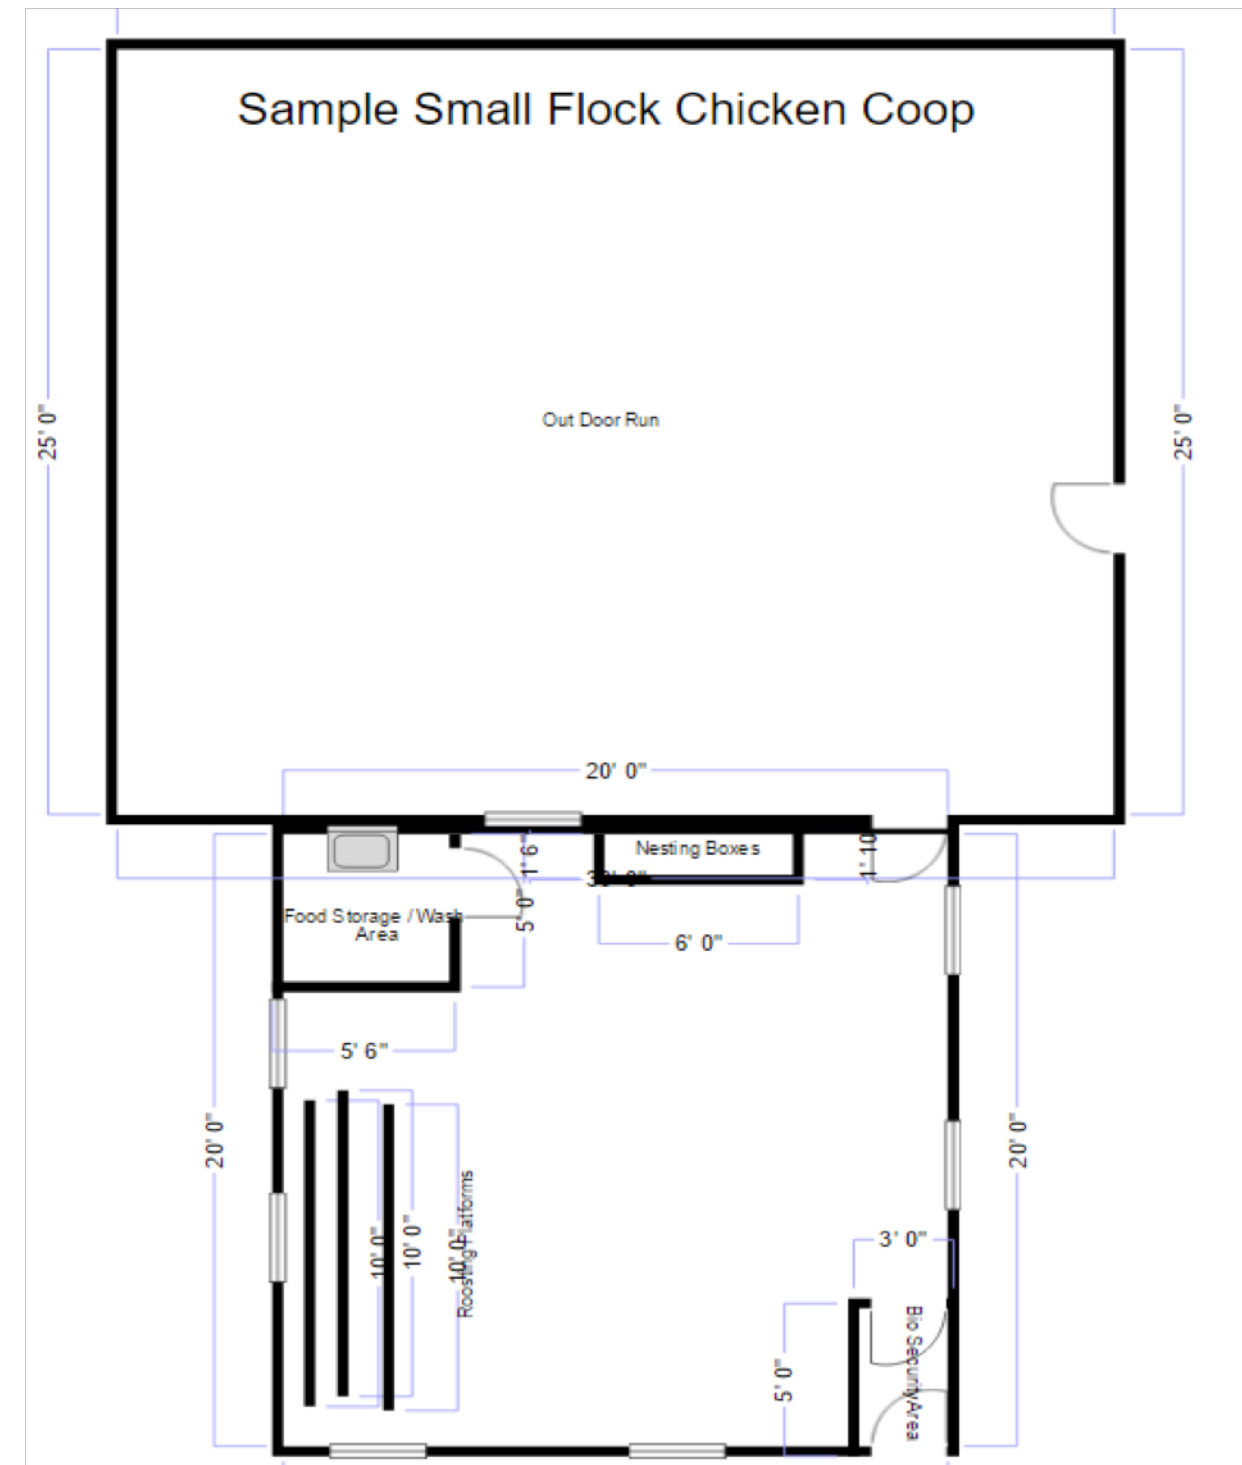 Sample Small Flock Chicken Coop
25' 0"
Out Door Run
25' 0"
20' 0"
1' 6"
Nesting Boxes
1' 10
5' 0"
Food Storage / Wash
Area
6' 0"
5' 6"
20' 0"
20' 0"
10' 0"
10' 0"
10' 0"
Roosting Platforms
3' 0"
5' 0"
Bio Security Area